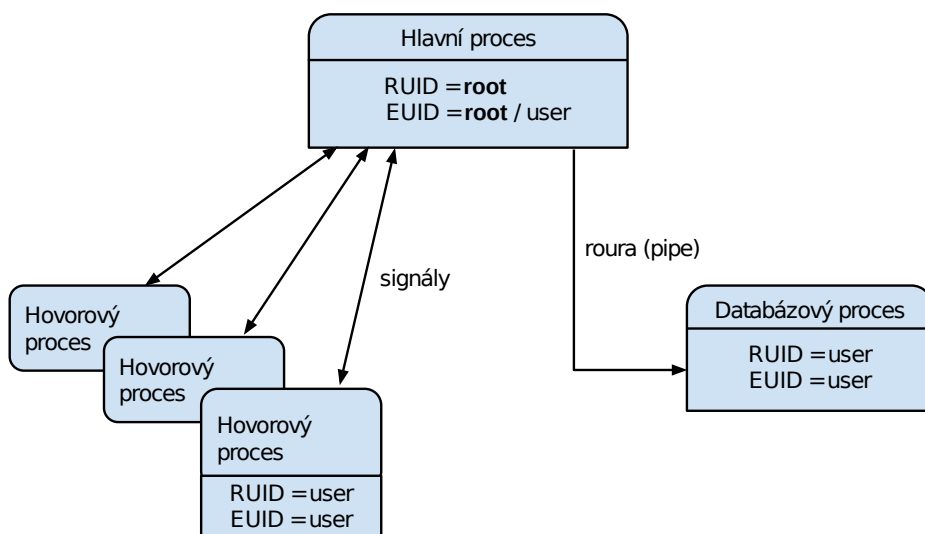 Hlavní proces
RUID = root
EUID = root / user
roura (pipe)
signály
Hovorový
proces
Hovorový
proces
Hovorový
proces
RUID = user
EUID = user
Databázový proces
RUID = user
EUID = user